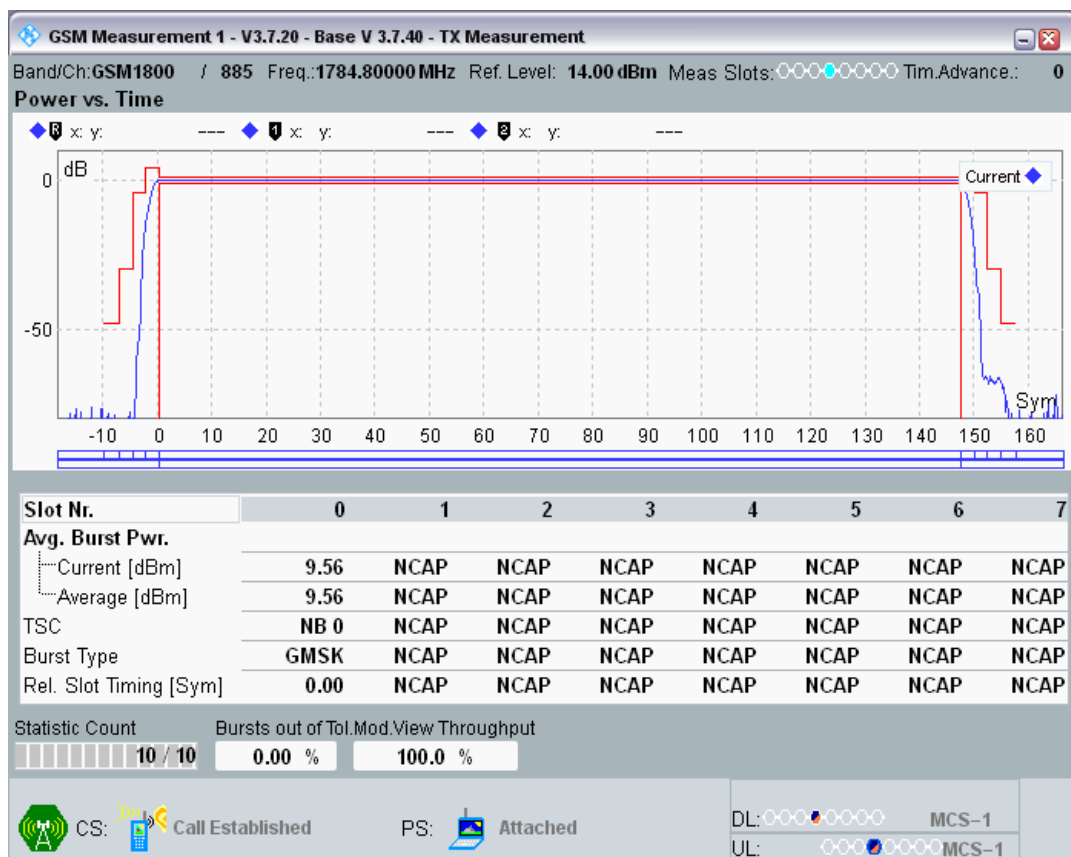 GSM Measurement 1 - V3.7.20 - Base V 3.7.40 - TX Measurement
Band/Ch:GSM1800 / 885 Freq.:1784.80000 MHz Ref. Level: 14.00 dBm Meas Slots: Tim.Advance.: 0
Power vs. Time
R x: y: --- 1 x: y: --- 2 x: y: ---
dB
Current
0
-50
Sym
-10 0 10 20 30 40 50 60 70 80 90 100 110 120 130 140 150 160
Slot Nr. 0 1 2 3 4 5 6 7
Avg. Burst Pwr.
Current [dBm] 9.56 NCAP NCAP NCAP NCAP NCAP NCAP NCAP
Average [dBm] 9.56 NCAP NCAP NCAP NCAP NCAP NCAP NCAP
TSC NB 0 NCAP NCAP NCAP NCAP NCAP NCAP NCAP
Burst Type GMSK NCAP NCAP NCAP NCAP NCAP NCAP NCAP
Rel. Slot Timing [Sym] 0.00 NCAP NCAP NCAP NCAP NCAP NCAP NCAP
Statistic Count Bursts out of Tol. Mod.View Throughput
10 / 10 0.00 % 100.0 %
CS: Call Established PS: Attached
DL: MCS-1
UL: MCS-1